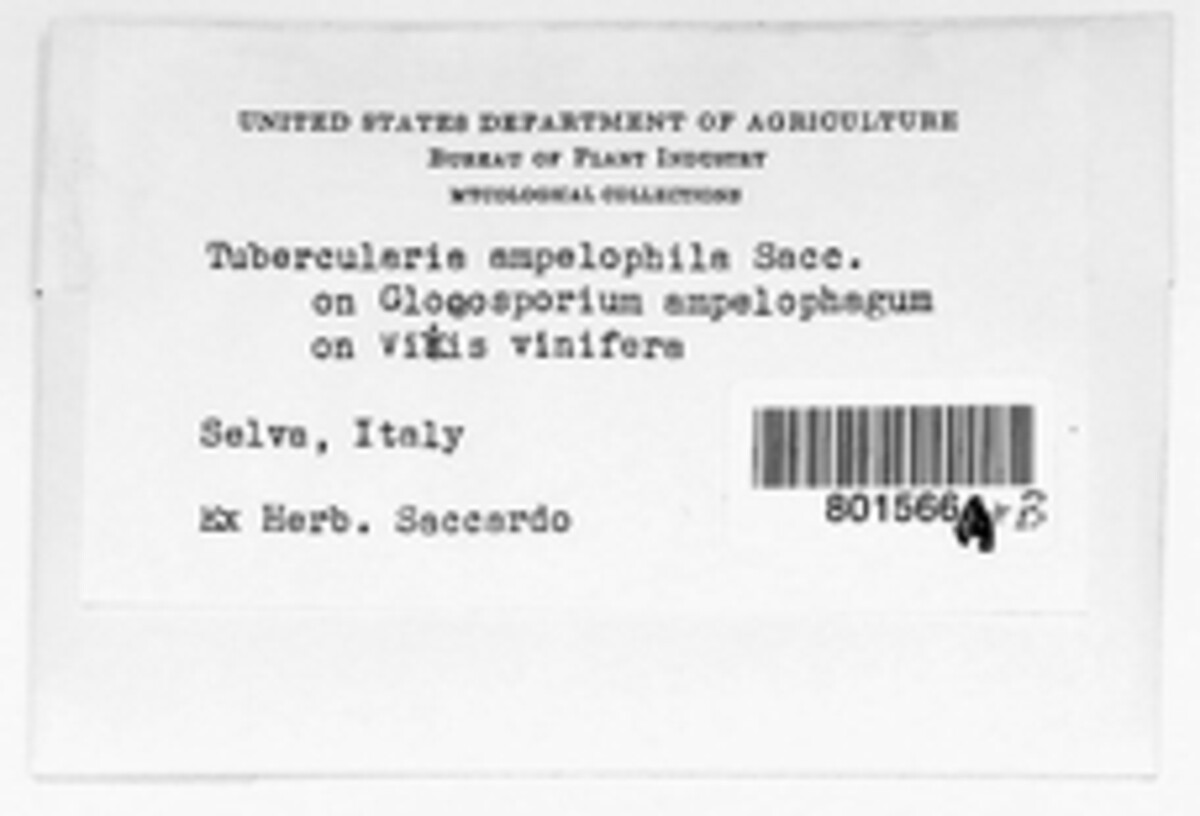 UNITED STATES DEPARTMENT OF AGRICULTURE
BUREAU OF PLANT INDUSTRY
MYCOLOGICAL COLLECTIONS
Tubercularia ampelophila Sacc.
on Gloeosporium ampelophagum
on Vitis vinifera
Selva, Italy
Ex Herb. Saccardo
801566 A + B